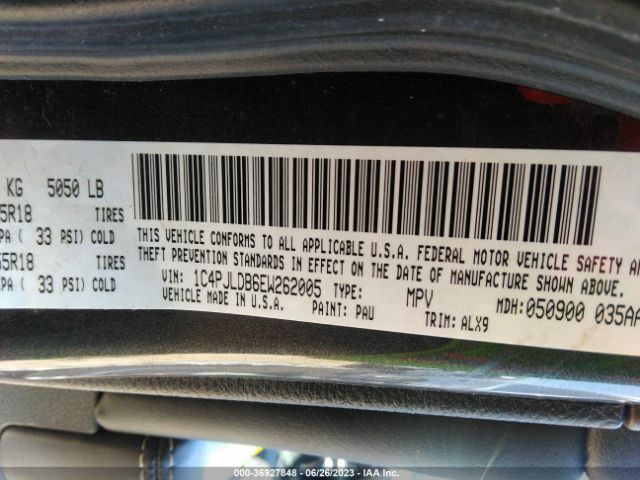 KG 5050 LB
5R18 TIRES
PA ( 33 PSI) COLD
55R18 TIRES
PA ( 33 PSI) COLD
THIS VEHICLE CONFORMS TO ALL APPLICABLE U.S.A. FEDERAL MOTOR VEHICLE SAFETY AN
THEFT PREVENTION STANDARDS IN EFFECT ON THE DATE OF MANUFACTURE SHOWN ABOVE.
VIN: 1C4PJLDB6EW262005 TYPE: MPV MDH:050900 035AA
VEHICLE MADE IN U.S.A. PAINT: PAU TRIM: ALX9
000-36927848 | 06/26/2023 | IAA Inc.